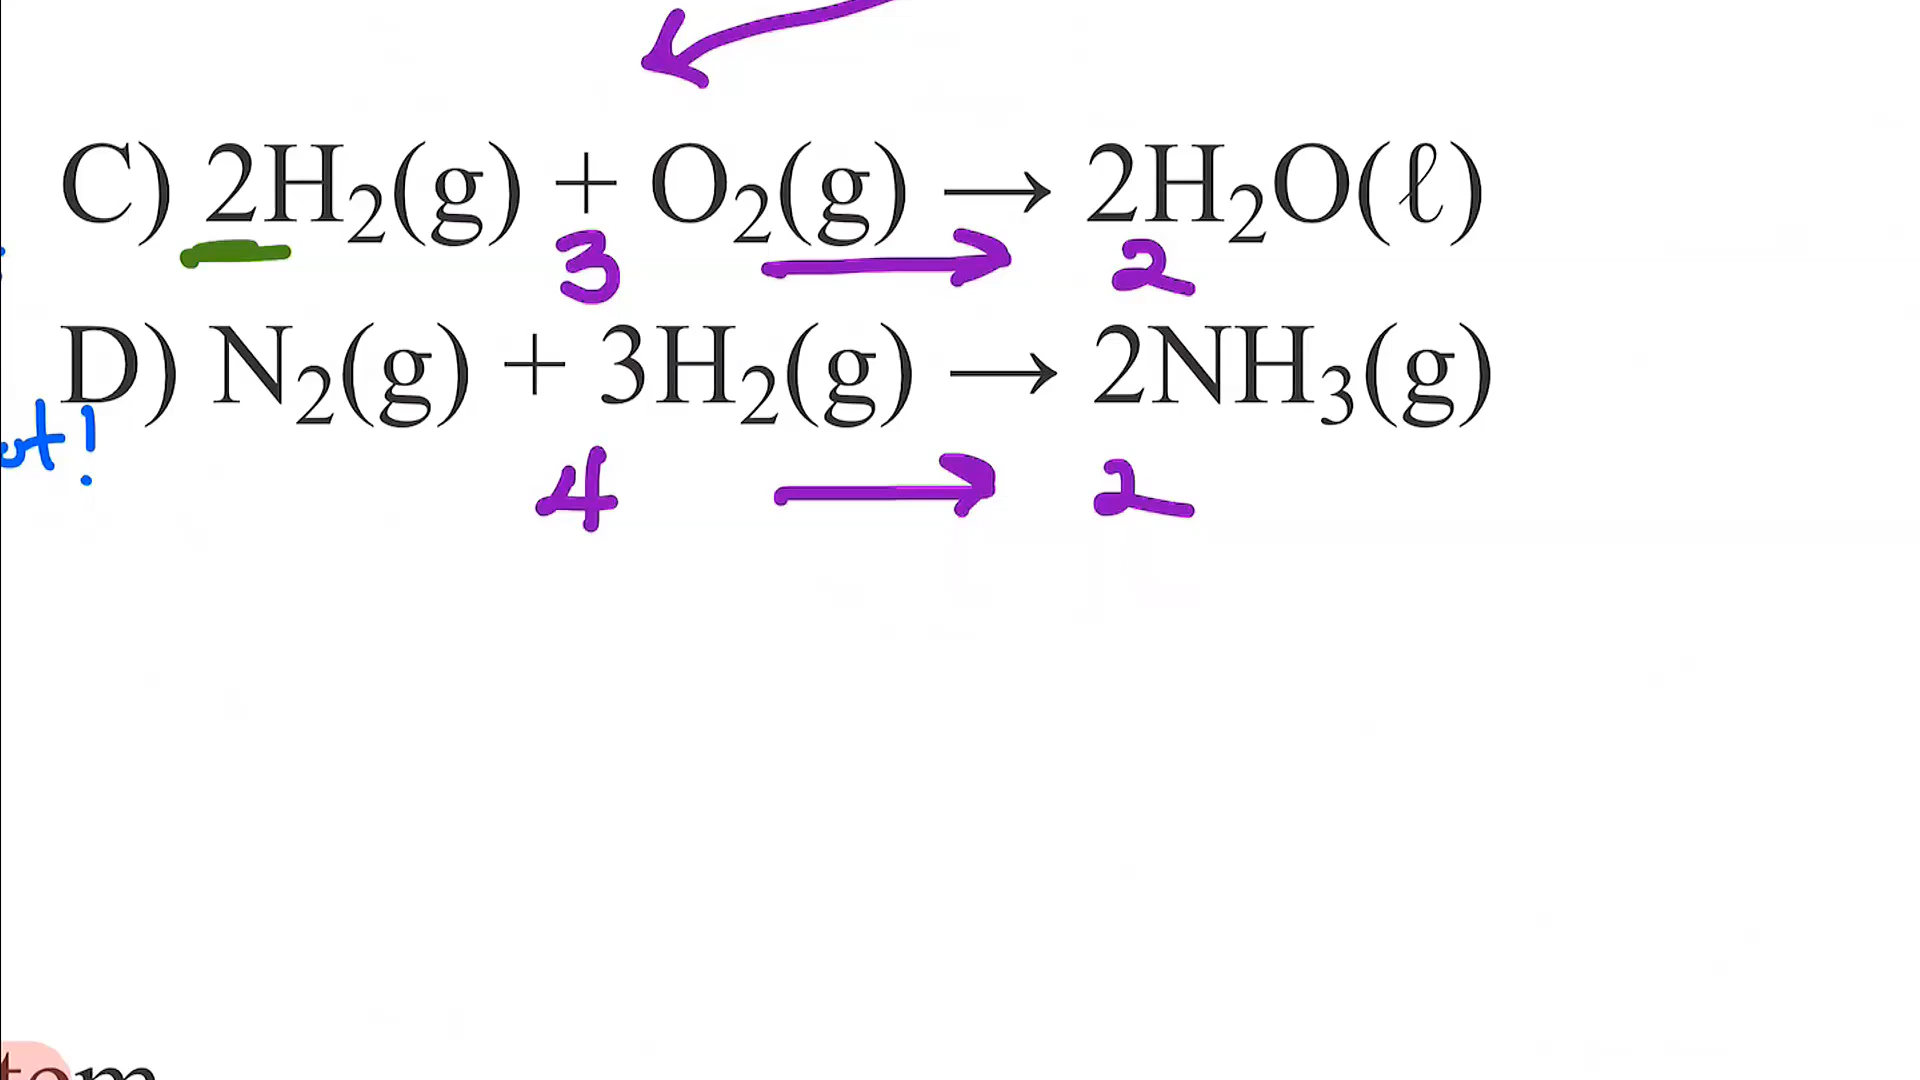 C) 2H₂(g) + O₂(g) → 2H₂O(ℓ)
3 → 2
D) N₂(g) + 3H₂(g) → 2NH₃(g)
4 → 2